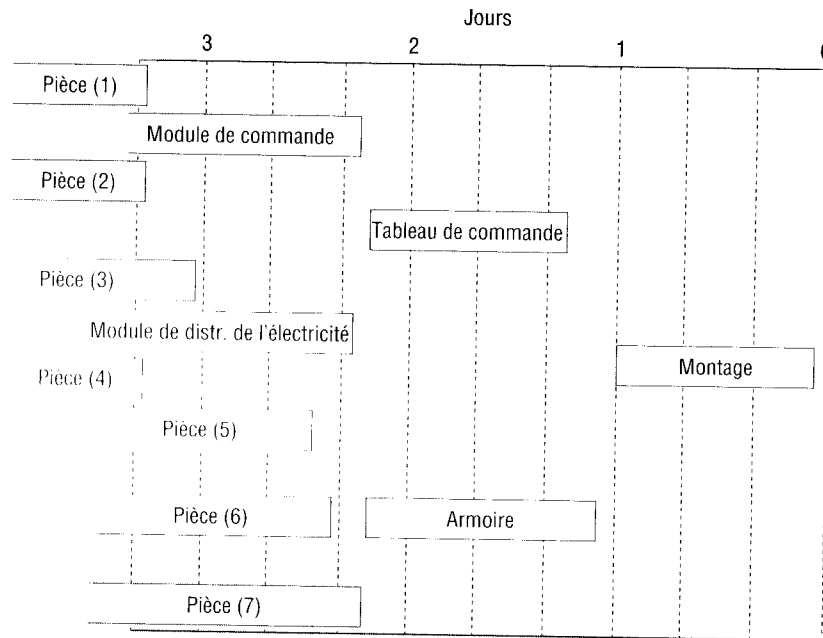 Jours
3 2 1
Pièce (1)
Module de commande
Pièce (2)
Tableau de commande
Pièce (3)
Module de distr. de l'électricité
Montage
Pièce (4)
Pièce (5)
Pièce (6) Armoire
Pièce (7)